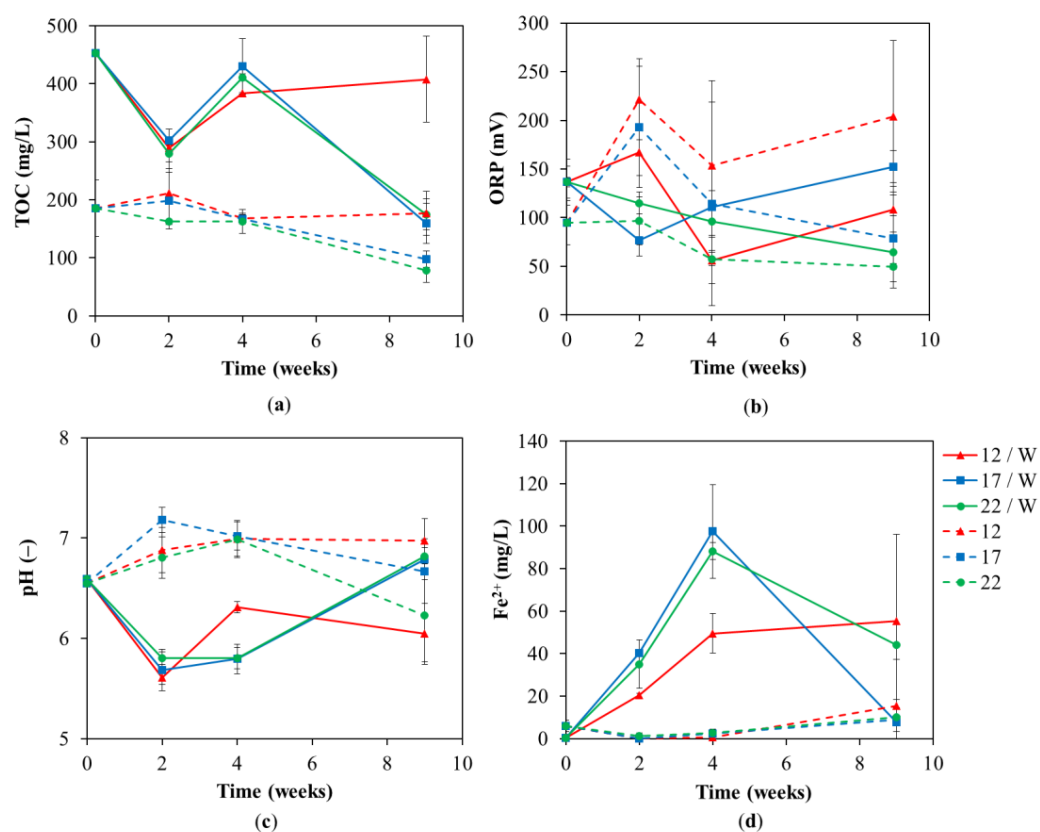 500
400
300
200
100
0
TOC (mg/L)
0 2 4 6 8 10
Time (weeks)
(a)
300
250
200
150
100
50
0
ORP (mV)
0 2 4 6 8 10
Time (weeks)
(b)
8
7
6
5
pH (–)
0 2 4 6 8 10
Time (weeks)
(c)
140
120
100
80
60
40
20
0
Fe²⁺ (mg/L)
0 2 4 6 8 10
Time (weeks)
(d)
12 / W
17 / W
22 / W
12
17
22